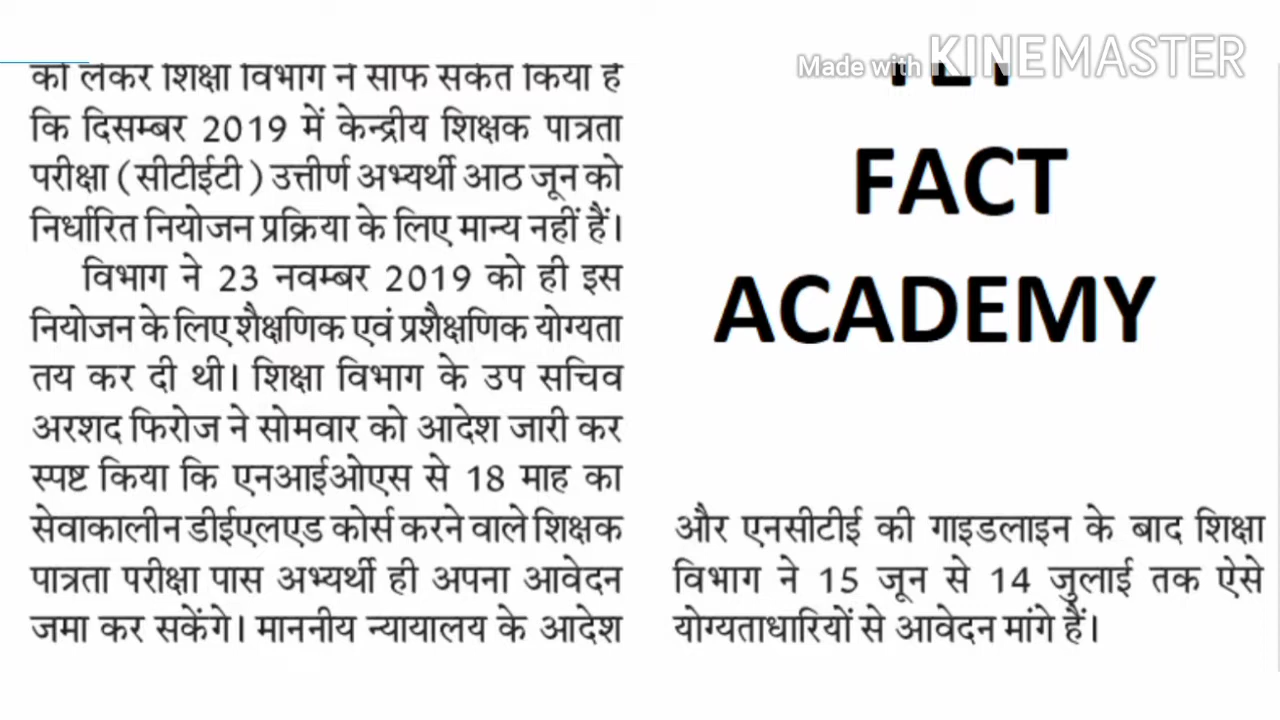 Made with KINEMASTER
को लेकर शिक्षा विभाग ने साफ संकेत किया है
कि दिसम्बर 2019 में केन्द्रीय शिक्षक पात्रता
परीक्षा (सीटीईटी) उत्तीर्ण अभ्यर्थी आठ जून को
निर्धारित नियोजन प्रक्रिया के लिए मान्य नहीं हैं।
विभाग ने 23 नवम्बर 2019 को ही इस
नियोजन के लिए शैक्षणिक एवं प्रशैक्षणिक योग्यता
तय कर दी थी। शिक्षा विभाग के उप सचिव
अरशद फिरोज ने सोमवार को आदेश जारी कर
स्पष्ट किया कि एनआईओएस से 18 माह का
सेवाकालीन डीईएलएड कोर्स करने वाले शिक्षक
पात्रता परीक्षा पास अभ्यर्थी ही अपना आवेदन
जमा कर सकेंगे। माननीय न्यायालय के आदेश
FACT
ACADEMY
और एनसीटीई की गाइडलाइन के बाद शिक्षा
विभाग ने 15 जून से 14 जुलाई तक ऐसे
योग्यताधारियों से आवेदन मांगे हैं।